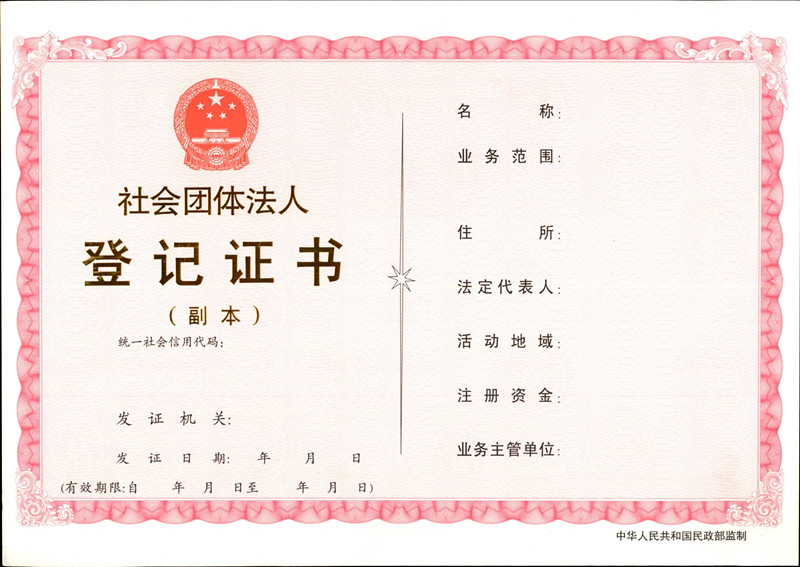 社会团体法人
登记证书
（副本）
统一社会信用代码：
发证机关：
发证日期： 年 月 日
(有效期限:自 年 月 日至 年 月 日)
名称：
业务范围：
住所：
法定代表人：
活动地域：
注册资金：
业务主管单位：
中华人民共和国民政部监制